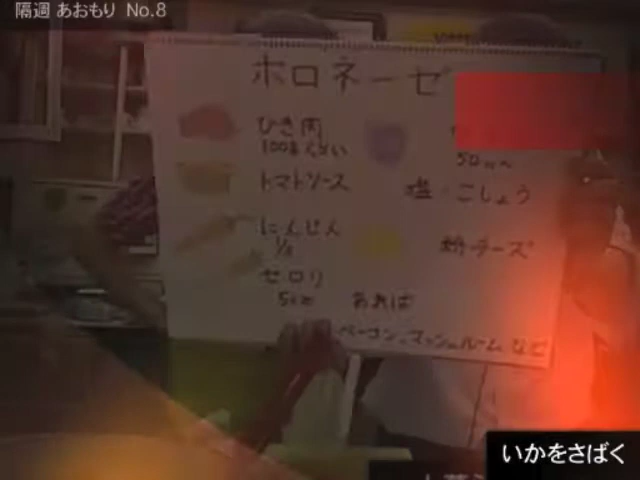 隔週 あおもり No.8
ボロネーゼ
ひき肉
100gくらい
50cc
トマトソース
塩・こしょう
にんじん
1/3
粉チーズ
セロリ
5cm
あれば
ベーコン、マッシュルームなど
いかをさばく